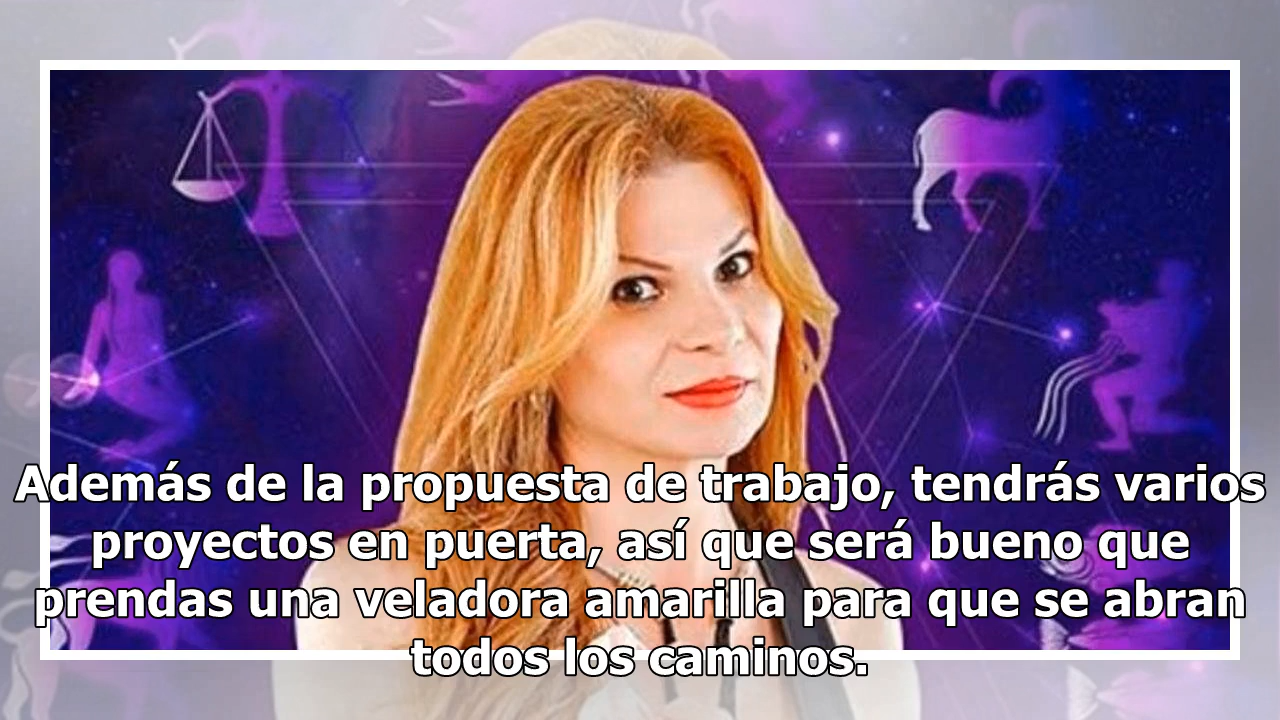 Además de la propuesta de trabajo, tendrás varios
proyectos en puerta, así que será bueno que
prendas una veladora amarilla para que se abran
todos los caminos.